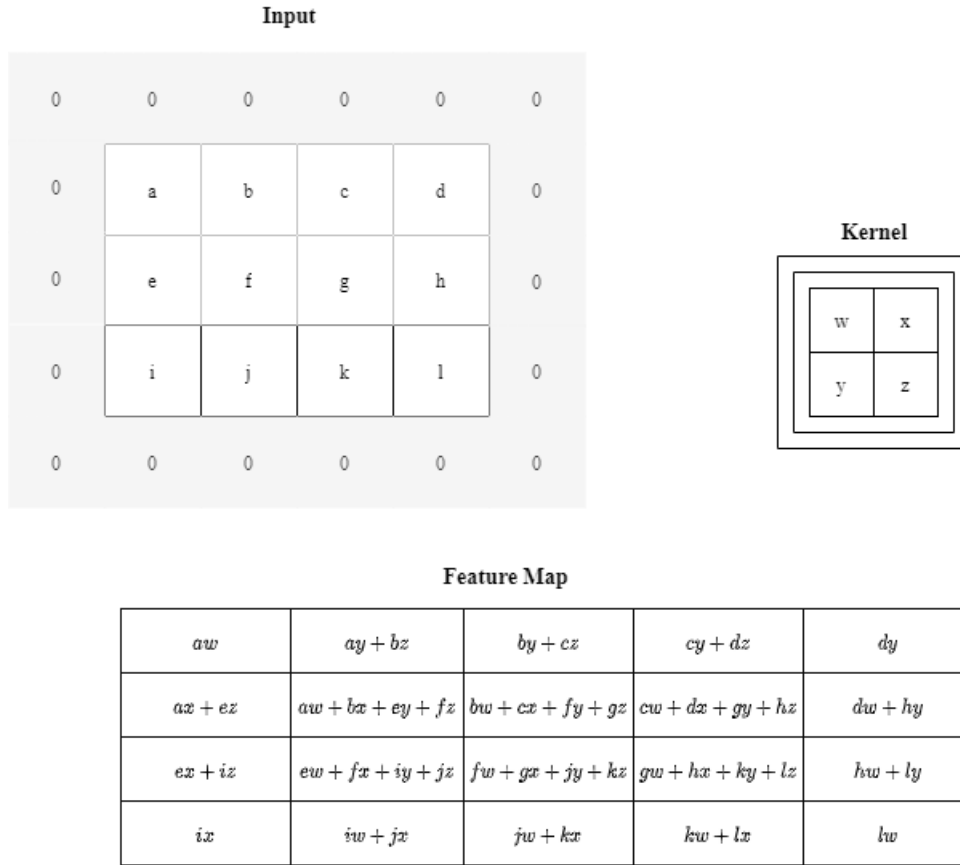 Input
0 0 0 0 0 0
0 a b c d 0
0 e f g h 0
0 i j k l 0
0 0 0 0 0 0
Kernel
w x
y z
Feature Map
aw ay + bz by + cz cy + dz dy
ax + ez aw + bx + ey + fz bw + cx + fy + gz cw + dx + gy + hz dw + hy
ex + iz ew + fx + iy + jz fw + gx + jy + kz gw + hx + ky + lz hw + ly
ix iw + jx jw + kx kw + lx lw